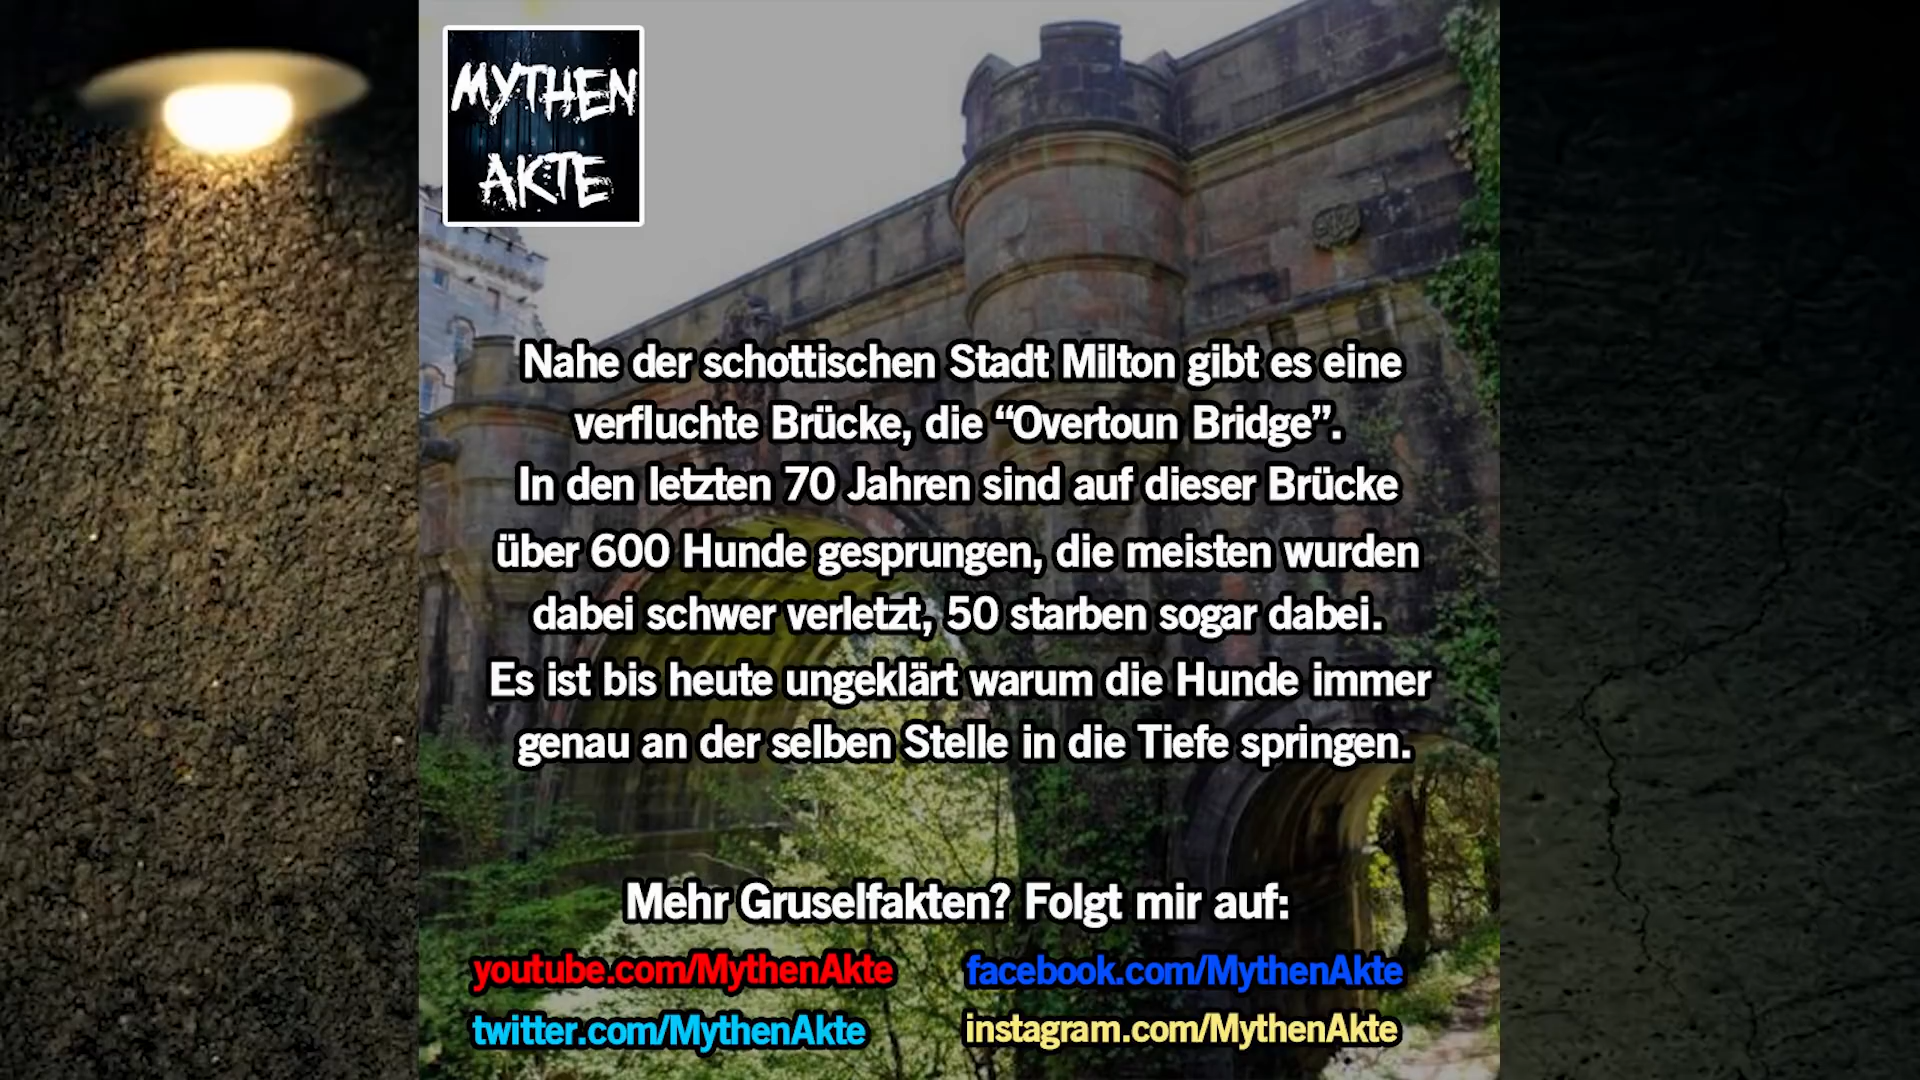 MYTHEN
AKTE
Nahe der schottischen Stadt Milton gibt es eine
verfluchte Brücke, die “Overtoun Bridge”.
In den letzten 70 Jahren sind auf dieser Brücke
über 600 Hunde gesprungen, die meisten wurden
dabei schwer verletzt, 50 starben sogar dabei.
Es ist bis heute ungeklärt warum die Hunde immer
genau an der selben Stelle in die Tiefe springen.
Mehr Gruselfakten? Folgt mir auf:
youtube.com/MythenAkte
facebook.com/MythenAkte
twitter.com/MythenAkte
instagram.com/MythenAkte